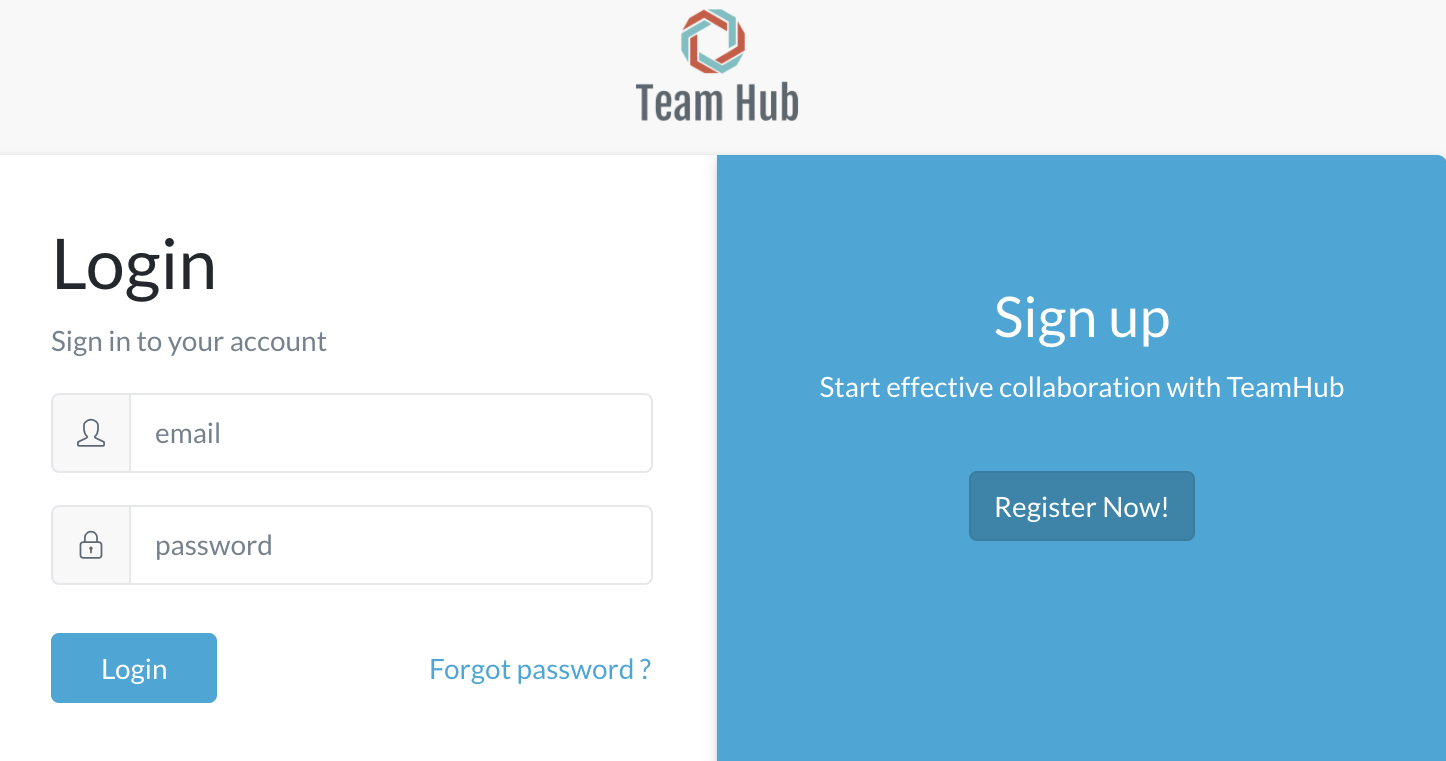 Team Hub
Login
Sign in to your account
email
password
Login
Forgot password ?
Sign up
Start effective collaboration with TeamHub
Register Now!